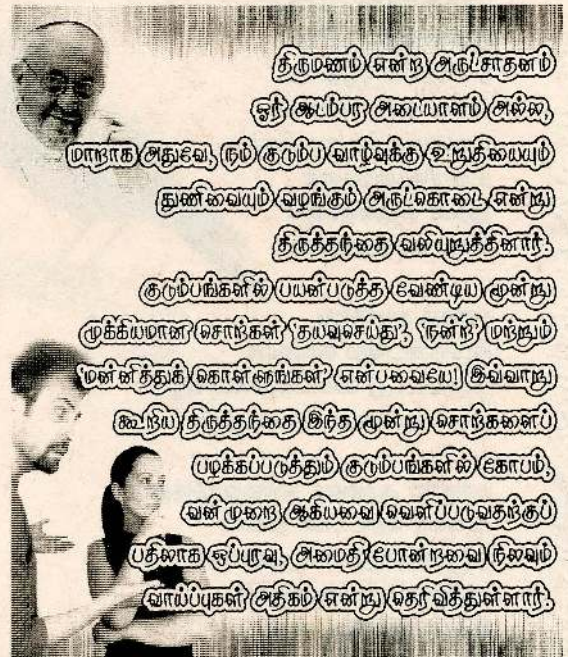 திருமணம் என்ற அருட்சாதனம்
ஓர் ஆடம்பர அடையாளம் அல்ல,
மாறாக அதுவே, நம் குடும்ப வாழ்வுக்கு உறுதியையும்
துணிவையும் வழங்கும் அருட்கொடை என்று
திருத்தந்தை வலியுறுத்தினார்.
குடும்பங்களில் பயன்படுத்த வேண்டிய மூன்று
முக்கியமான சொற்கள் 'தயவுசெய்து', 'நன்றி' மற்றும்
'மன்னித்துக் கொள்ளுங்கள்' என்பவையே! இவ்வாறு
கூறிய திருத்தந்தை இந்த மூன்று சொற்களைப்
பழக்கப்படுத்தும் குடும்பங்களில் கோபம்,
வன்முறை ஆகியவை வெளிப்படுவதற்குப்
பதிலாக ஒப்புரவு, அமைதி போன்றவை நிலவும்
வாய்ப்புகள் அதிகம் என்று தெரிவித்துள்ளார்.